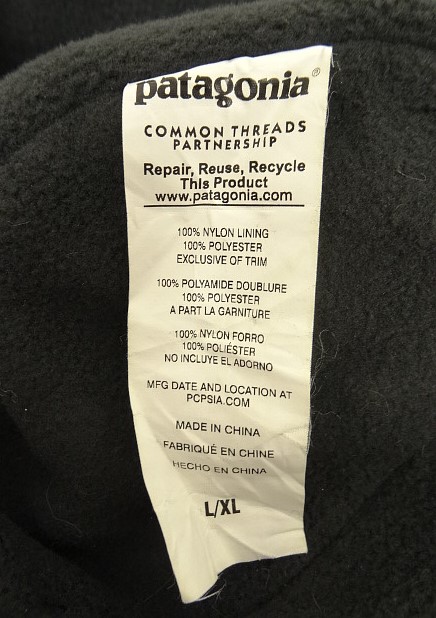 patagonia®
COMMON THREADS
PARTNERSHIP
Repair, Reuse, Recycle
This Product
www.patagonia.com
100% NYLON LINING
100% POLYESTER
EXCLUSIVE OF TRIM
100% POLYAMIDE DOUBLURE
100% POLYESTER
A PART LA GARNITURE
100% NYLON FORRO
100% POLIÉSTER
NO INCLUYE EL ADORNO
MFG DATE AND LOCATION AT
PCPSIA.COM
MADE IN CHINA
FABRIQUÉ EN CHINE
HECHO EN CHINA
L/XL